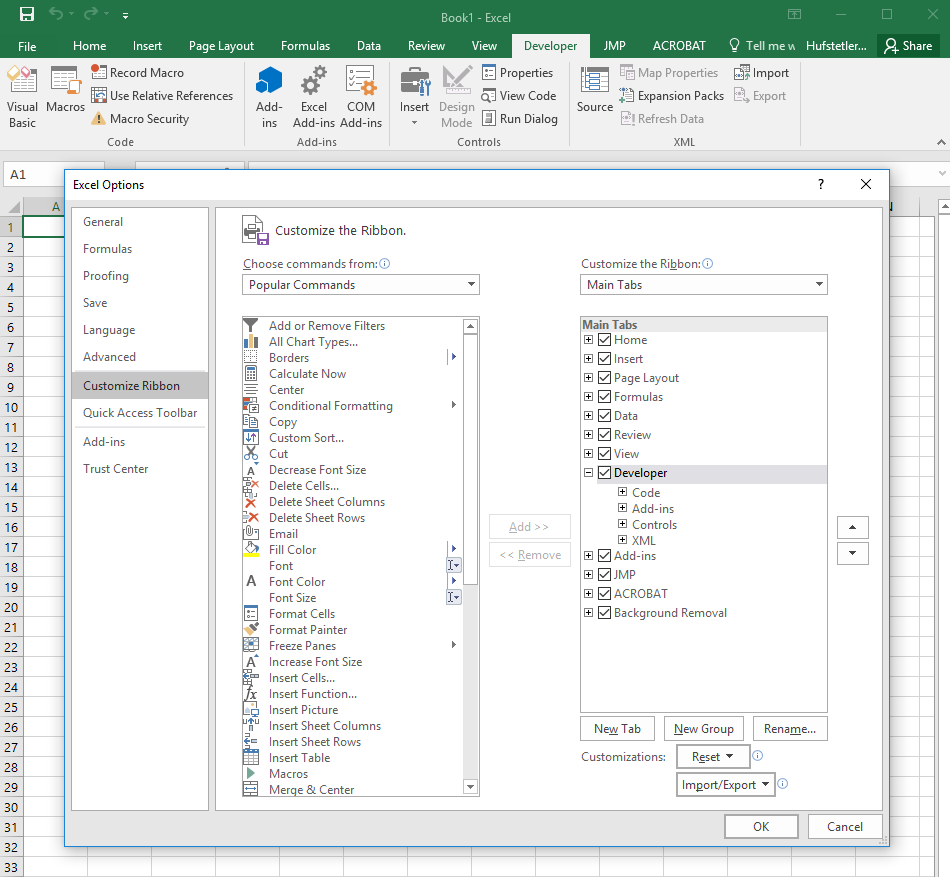 Book1 - Excel
File Home Insert Page Layout Formulas Data Review View Developer JMP ACROBAT Tell me w Hufstetler... Share
Visual Basic
Macros
Record Macro
Use Relative References
Macro Security
Code
Add-ins
Excel Add-ins
COM Add-ins
Add-ins
Insert
Design Mode
Properties
View Code
Run Dialog
Controls
Source
Map Properties
Expansion Packs
Refresh Data
Import
Export
XML
A1
A
1
2
3
4
5
6
7
8
9
10
11
12
13
14
15
16
17
18
19
20
21
22
23
24
25
26
27
28
29
30
31
32
33
Excel Options ?
General
Formulas
Proofing
Save
Language
Advanced
Customize Ribbon
Quick Access Toolbar
Add-ins
Trust Center
Customize the Ribbon.
Choose commands from:
Popular Commands
Add or Remove Filters
All Chart Types...
Borders
Calculate Now
Center
Conditional Formatting
Copy
Custom Sort...
Cut
Decrease Font Size
Delete Cells...
Delete Sheet Columns
Delete Sheet Rows
Email
Fill Color
Font
Font Color
Font Size
Format Cells
Format Painter
Freeze Panes
Increase Font Size
Insert Cells...
Insert Function...
Insert Picture
Insert Sheet Columns
Insert Sheet Rows
Insert Table
Macros
Merge & Center
Add >>
<< Remove
Customize the Ribbon:
Main Tabs
Main Tabs
Home
Insert
Page Layout
Formulas
Data
Review
View
Developer
Code
Add-ins
Controls
XML
Add-ins
JMP
ACROBAT
Background Removal
New Tab New Group Rename...
Customizations: Reset
Import/Export
OK Cancel